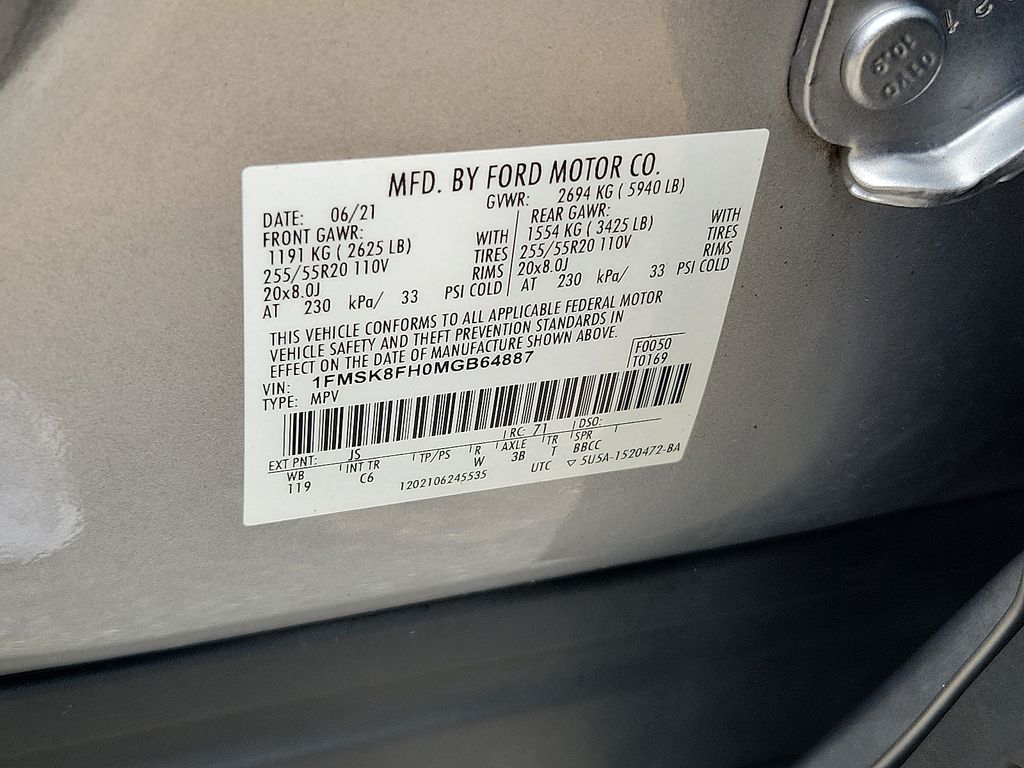 MFD. BY FORD MOTOR CO.
DATE: 06/21 GVWR: 2694 KG ( 5940 LB)
FRONT GAWR: REAR GAWR:
1191 KG ( 2625 LB) WITH 1554 KG ( 3425 LB) WITH
255/55R20 110V TIRES 255/55R20 110V TIRES
20x8.0J RIMS 20x8.0J RIMS
AT 230 kPa/ 33 PSI COLD AT 230 kPa/ 33 PSI COLD
THIS VEHICLE CONFORMS TO ALL APPLICABLE FEDERAL MOTOR
VEHICLE SAFETY AND THEFT PREVENTION STANDARDS IN
EFFECT ON THE DATE OF MANUFACTURE SHOWN ABOVE.
VIN: 1FMSK8FH0MGB64887 F0050
TYPE: MPV T0169
EXT PNT: JS RC: 71 DSO:
WB INT TR TP/PS R AXLE TR SPR
119 C6 W 3B T BBCC
1202106245535 UTC ▽ 5U5A-1520472-BA